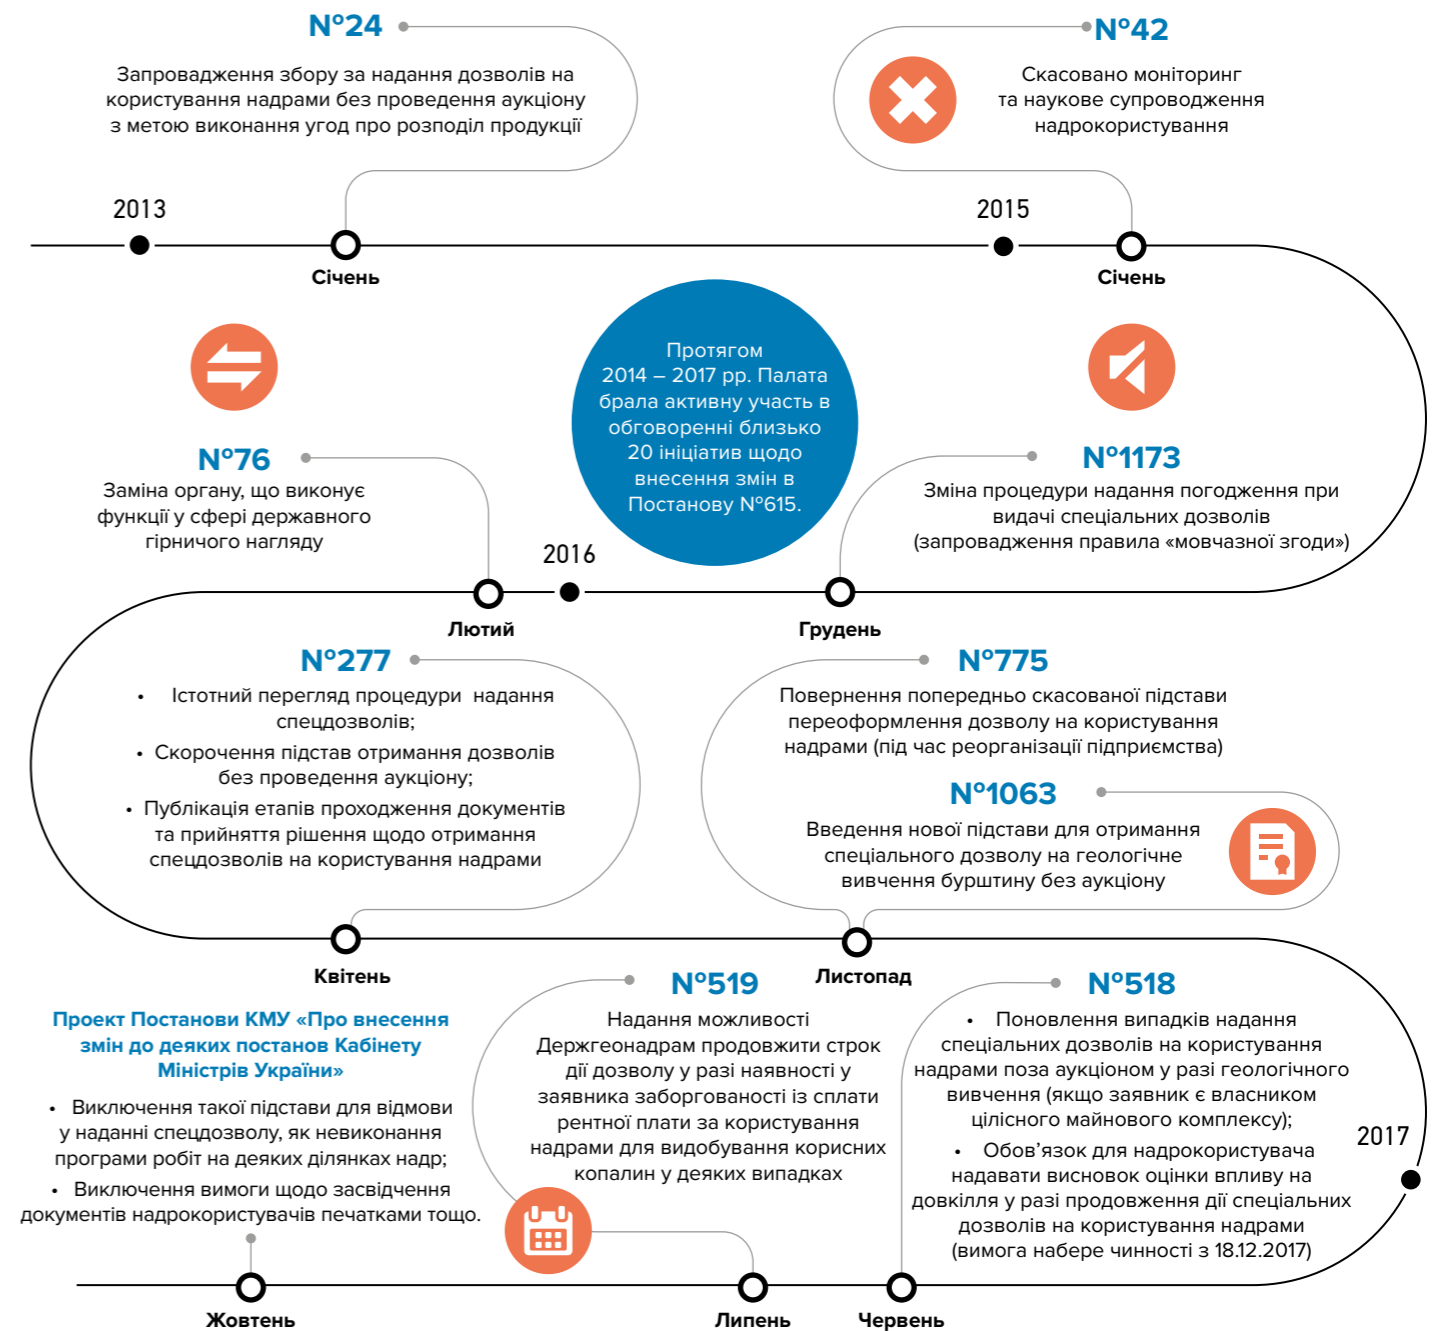 2013
Nº24
Запровадження збору за надання дозволів на
користування надрами без проведення аукціону
з метою виконання угод про розподіл продукції
Січень
2015
Nº42
Скасовано моніторинг
та наукове супроводження
надрокористування
Січень
Протягом
2014 – 2017 рр. Палата
брала активну участь в
обговоренні близько
20 ініціатив щодо
внесення змін в
Постанову Nº615.
Nº1173
Зміна процедури надання погодження при
видачі спеціальних дозволів
(запровадження правила «мовчазної згоди»)
Грудень
2016
Nº76
Заміна органу, що виконує
функції у сфері державного
гірничого нагляду
Лютий
Nº277
• Істотний перегляд процедури надання
спецдозволів;
• Скорочення підстав отримання дозволів
без проведення аукціону;
• Публікація етапів проходження документів
та прийняття рішення щодо отримання
спецдозволів на користування надрами
Квітень
Nº775
Повернення попередньо скасованої підстави
переоформлення дозволу на користування
надрами (під час реорганізації підприємства)
Nº1063
Введення нової підстави для отримання
спеціального дозволу на геологічне
вивчення бурштину без аукціону
Листопад
2017
Nº518
• Поновлення випадків надання
спеціальних дозволів на користування
надрами поза аукціоном у разі геологічного
вивчення (якщо заявник є власником
цілісного майнового комплексу);
• Обов’язок для надрокористувача
надавати висновок оцінки впливу на
довкілля у разі продовження дії спеціальних
дозволів на користування надрами
(вимога набере чинності з 18.12.2017)
Червень
Nº519
Надання можливості
Держгеонадрам продовжити строк
дії дозволу у разі наявності у
заявника заборгованості із сплати
рентної плати за користування
надрами для видобування корисних
копалин у деяких випадках
Липень
Проект Постанови КМУ «Про внесення
змін до деяких постанов Кабінету
Міністрів України»
• Виключення такої підстави для відмови
у наданні спецдозволу, як невиконання
програми робіт на деяких ділянках надр;
• Виключення вимоги щодо засвідчення
документів надрокористувачів печатками тощо.
Жовтень